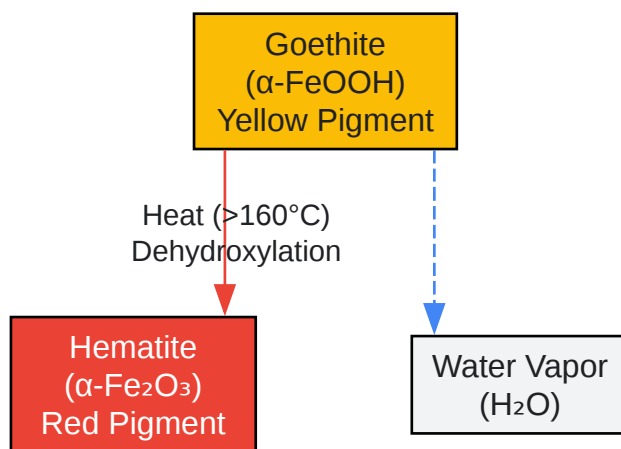 Goethite
(α-FeOOH)
Yellow Pigment
Heat (>160°C)
Dehydroxylation
Hematite
(α-Fe₂O₃)
Red Pigment
Water Vapor
(H₂O)